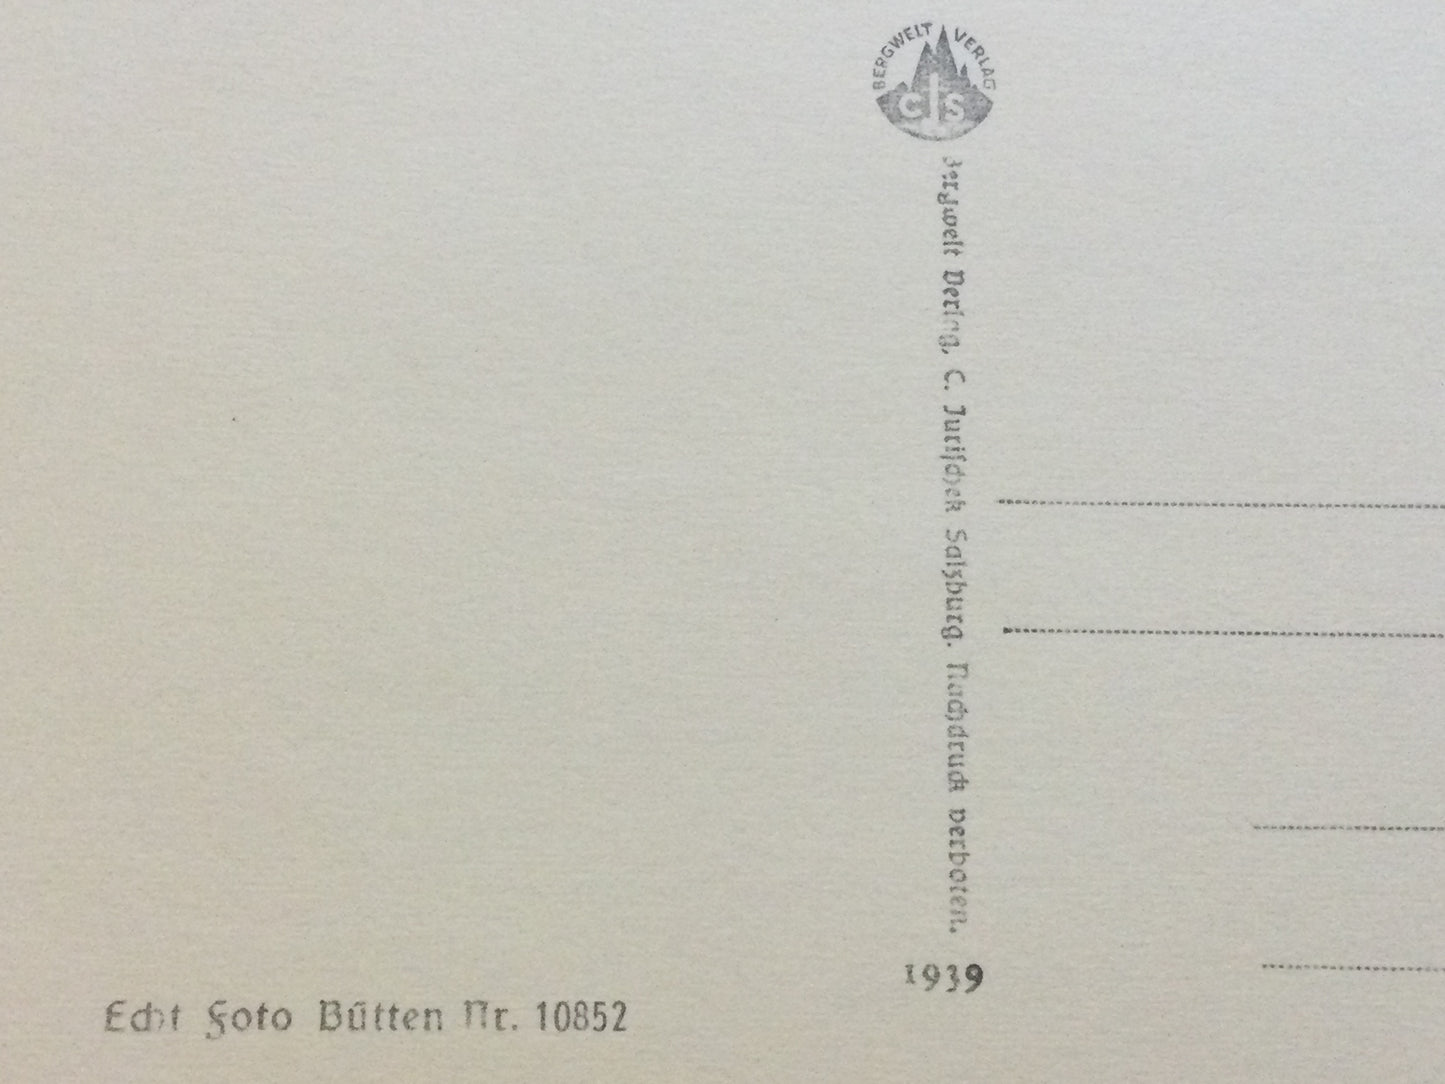 BERGWELT VERLAG
CJS
Bergwelt Verlag, C. Jurischek Salzburg. Nachdruck verboten.
1939
Echt Foto Bütten Nr. 10852